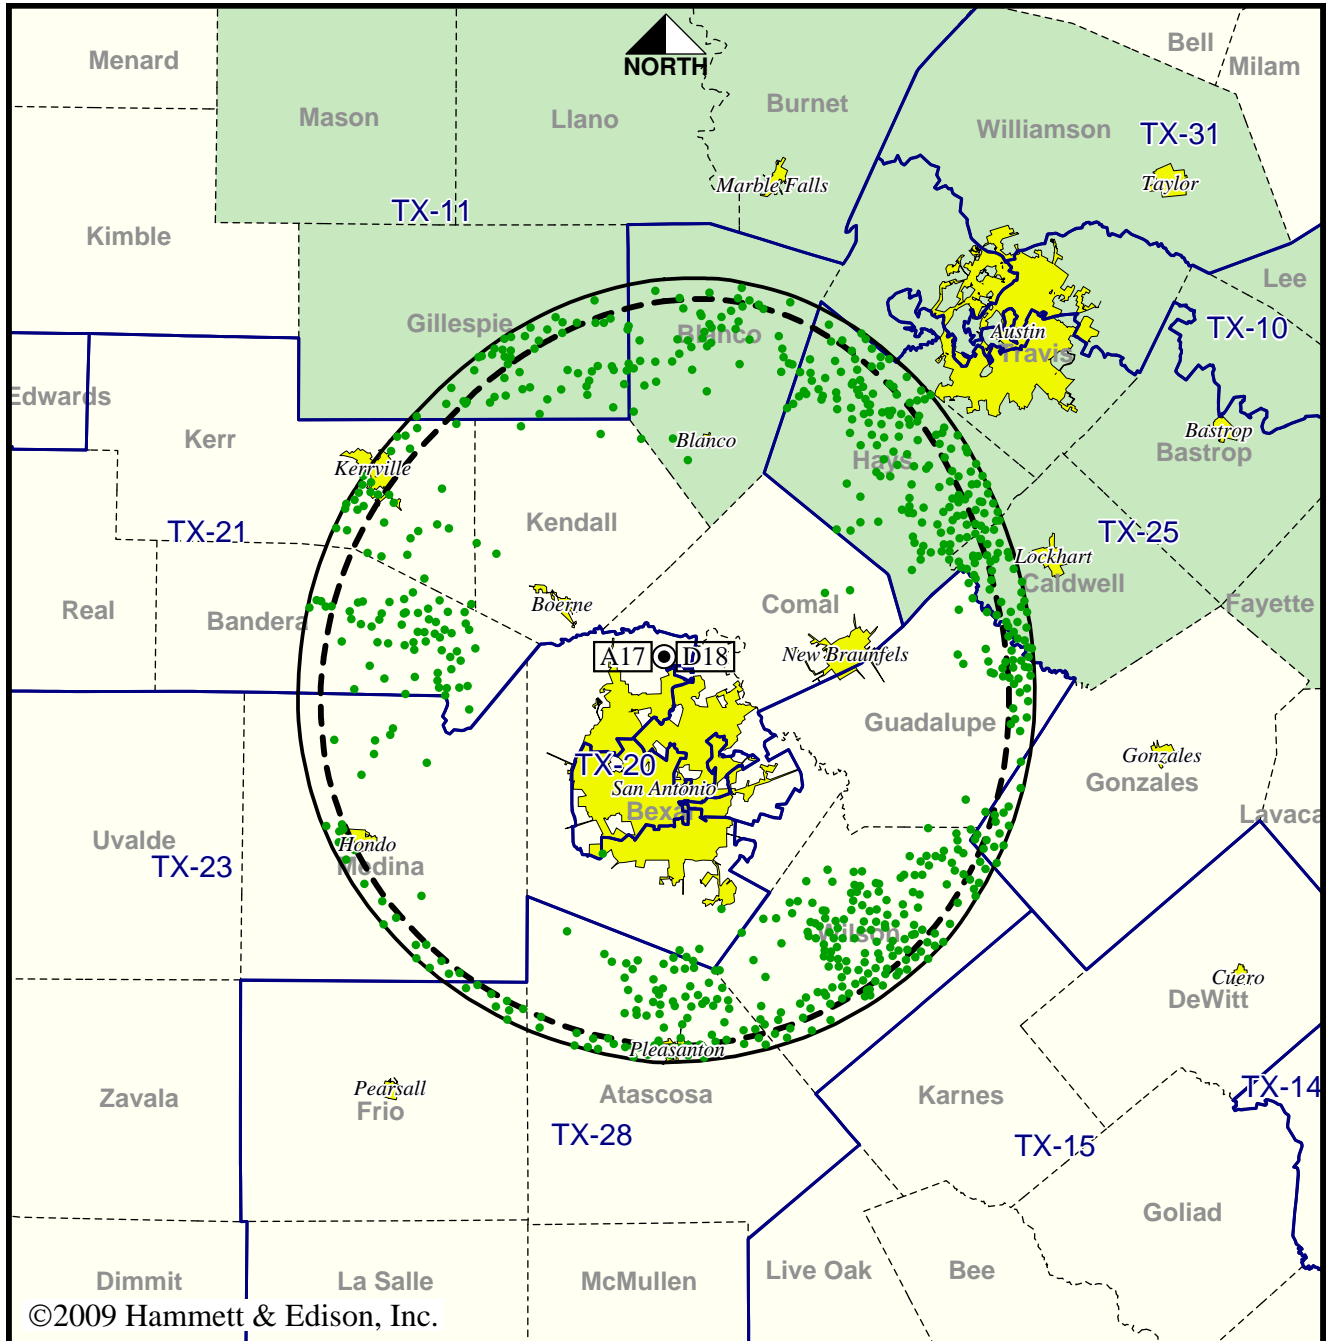 Menard
Bell
Milam
NORTH
Mason
Llano
Burnet
Williamson
TX-31
Marble Falls
Taylor
TX-11
Kimble
Lee
Gillespie
Blanco
Austin
Travis
TX-10
Edwards
Kerr
Blanco
Bastrop
Bastrop
Kerrville
Hays
TX-21
Kendall
TX-25
Lockhart
Caldwell
Real
Bandera
Boerne
Comal
Fayette
A17
D18
New Braunfels
Guadalupe
TX-20
San Antonio
Bexar
Gonzales
Gonzales
Lavaca
Uvalde
Hondo
Medina
TX-23
Wilson
Cuero
DeWitt
Pleasanton
Zavala
Pearsall
Frio
Atascosa
Karnes
TX-14
TX-28
TX-15
Goliad
Dimmit
La Salle
McMullen
Live Oak
Bee
©2009 Hammett & Edison, Inc.